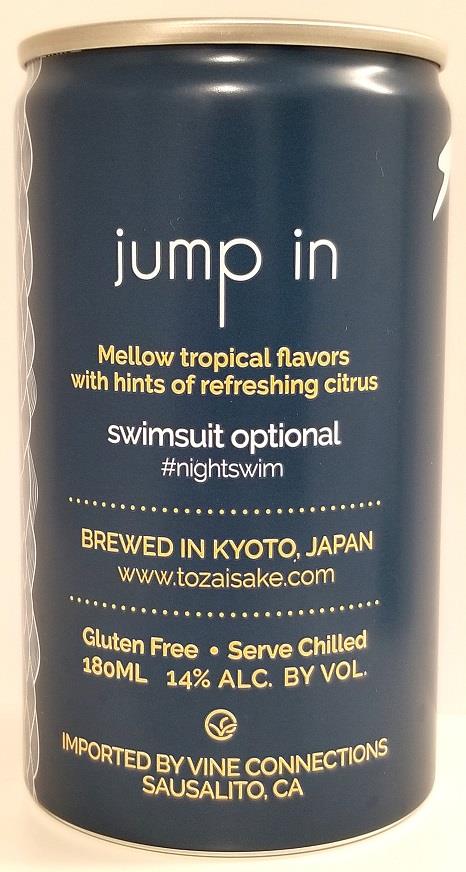 jump in
Mellow tropical flavors
with hints of refreshing citrus
swimsuit optional
#nightswim
BREWED IN KYOTO, JAPAN
www.tozaisake.com
Gluten Free • Serve Chilled
180ML 14% ALC. BY VOL.
IMPORTED BY VINE CONNECTIONS
SAUSALITO, CA